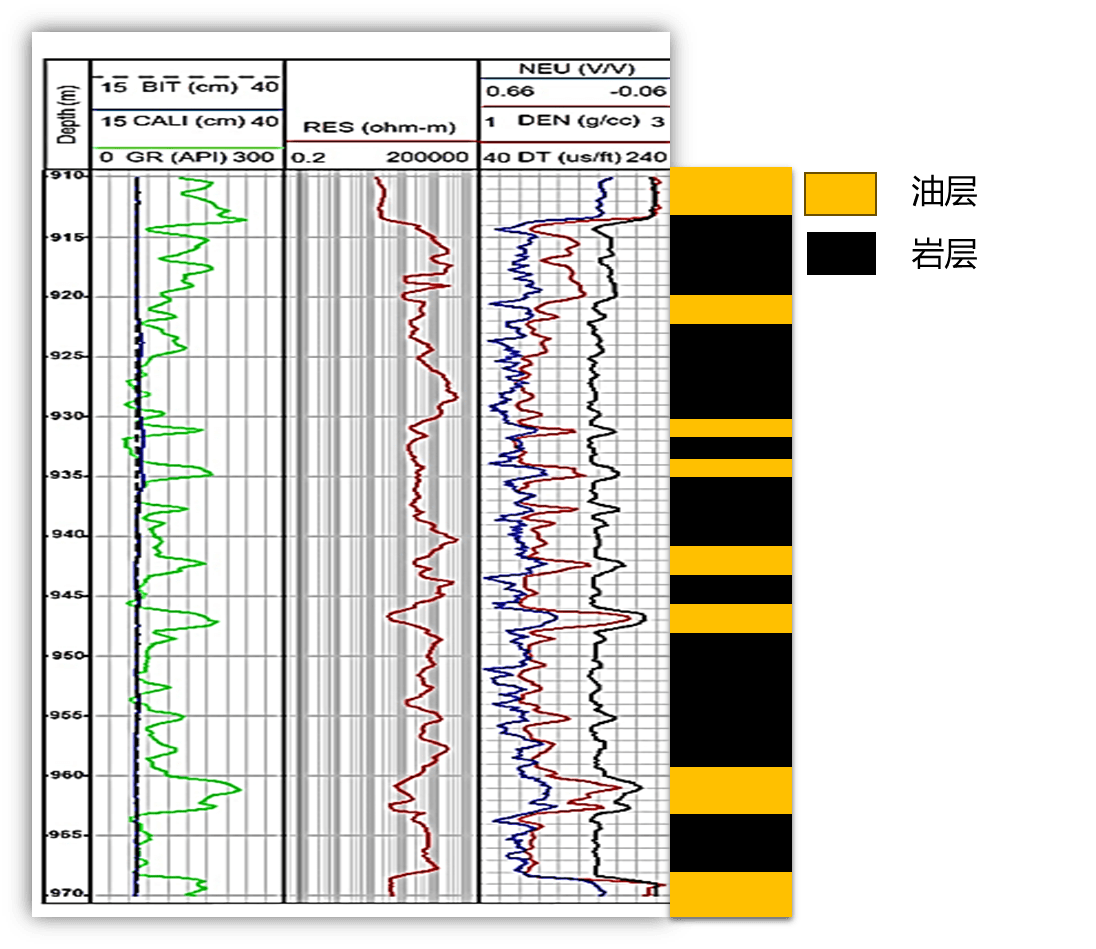 NEU (V/V)
15 BIT (cm) 40
0.66 -0.06
Depth (m)
15 CALI (cm) 40
RES (ohm-m)
1 DEN (g/cc) 3
0 GR (API) 300
0.2 200000
40 DT (us/ft) 240
910
油层
915
岩层
920
925
930
935
940
945
950
955
960
965
970